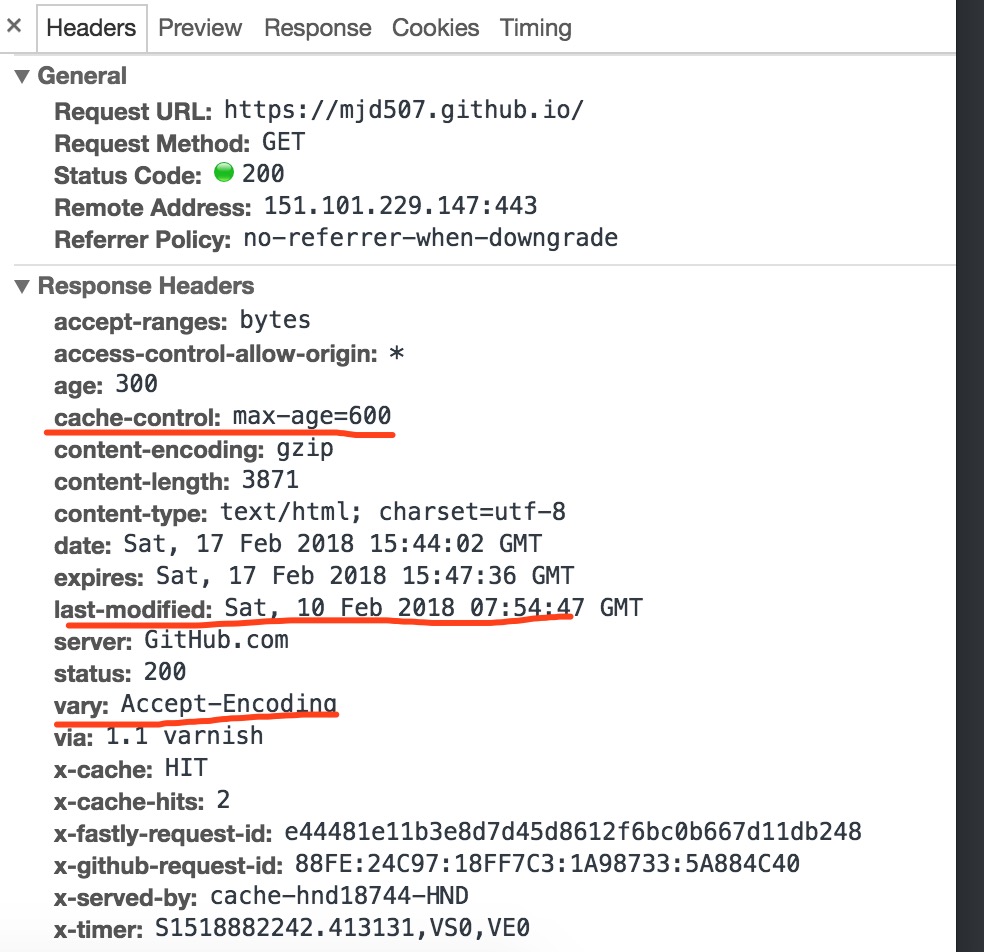 × Headers Preview Response Cookies Timing
▼ General
Request URL: https://mjd507.github.io/
Request Method: GET
Status Code: 200
Remote Address: 151.101.229.147:443
Referrer Policy: no-referrer-when-downgrade
▼ Response Headers
accept-ranges: bytes
access-control-allow-origin: *
age: 300
cache-control: max-age=600
content-encoding: gzip
content-length: 3871
content-type: text/html; charset=utf-8
date: Sat, 17 Feb 2018 15:44:02 GMT
expires: Sat, 17 Feb 2018 15:47:36 GMT
last-modified: Sat, 10 Feb 2018 07:54:47 GMT
server: GitHub.com
status: 200
vary: Accept-Encoding
via: 1.1 varnish
x-cache: HIT
x-cache-hits: 2
x-fastly-request-id: e44481e11b3e8d7d45d8612f6bc0b667d11db248
x-github-request-id: 88FE:24C97:18FF7C3:1A98733:5A884C40
x-served-by: cache-hnd18744-HND
x-timer: S1518882242.413131,VS0,VE0